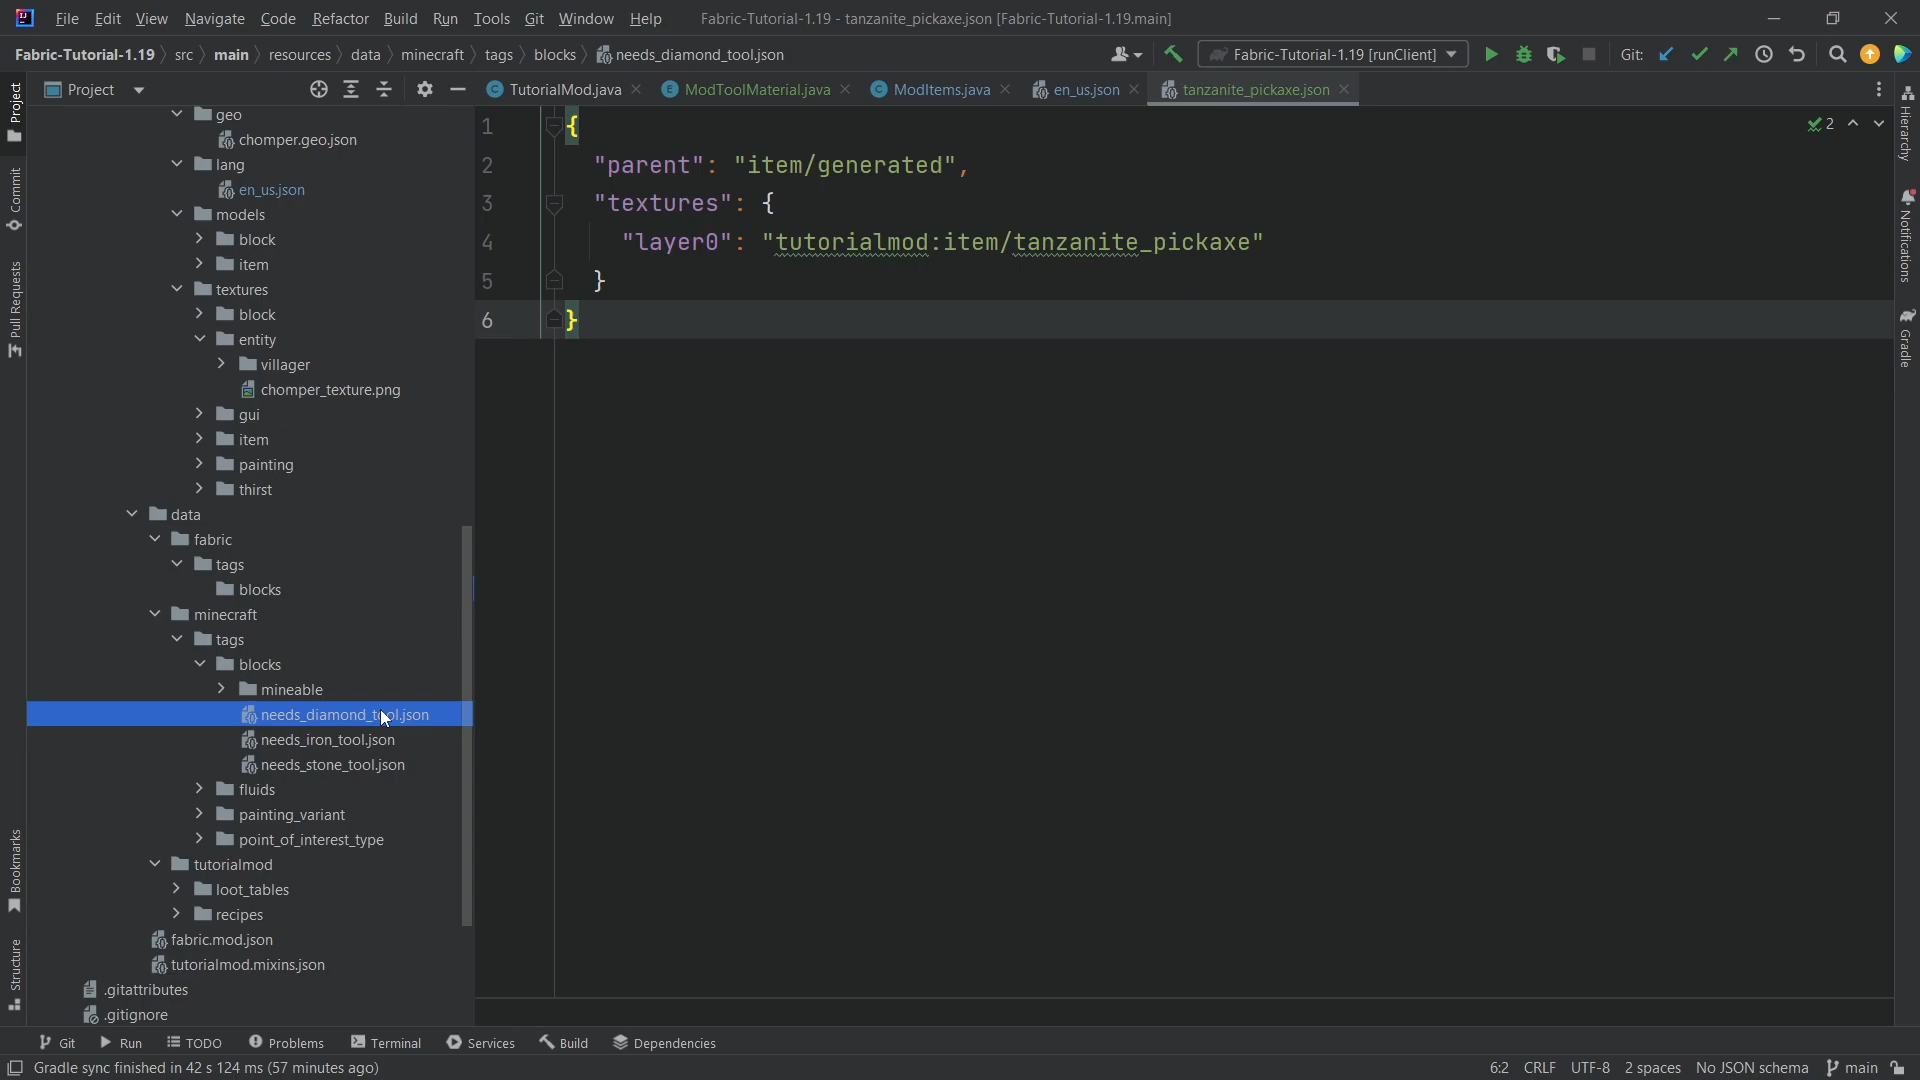 File Edit View Navigate Code Refactor Build Run Tools Git Window Help Fabric-Tutorial-1.19 - tanzanite_pickaxe.json [Fabric-Tutorial-1.19.main]
Fabric-Tutorial-1.19 src main resources data minecraft tags blocks needs_diamond_tool.json Fabric-Tutorial-1.19 [runClient] Git:
Project TutorialMod.java ModToolMaterial.java ModItems.java en_us.json tanzanite_pickaxe.json
Project
Commit
Pull Requests
Bookmarks
Structure
geo
chomper.geo.json
lang
en_us.json
models
block
item
textures
block
entity
villager
chomper_texture.png
gui
item
painting
thirst
data
fabric
tags
blocks
minecraft
tags
blocks
mineable
needs_diamond_tool.json
needs_iron_tool.json
needs_stone_tool.json
fluids
painting_variant
point_of_interest_type
tutorialmod
loot_tables
recipes
fabric.mod.json
tutorialmod.mixins.json
.gitattributes
.gitignore
1 {
2 "parent": "item/generated",
3 "textures": {
4 "layer0": "tutorialmod:item/tanzanite_pickaxe"
5 }
6 }
2
Hierarchy
Notifications
Gradle
Git Run TODO Problems Terminal Services Build Dependencies
Gradle sync finished in 42 s 124 ms (57 minutes ago) 6:2 CRLF UTF-8 2 spaces No JSON schema main